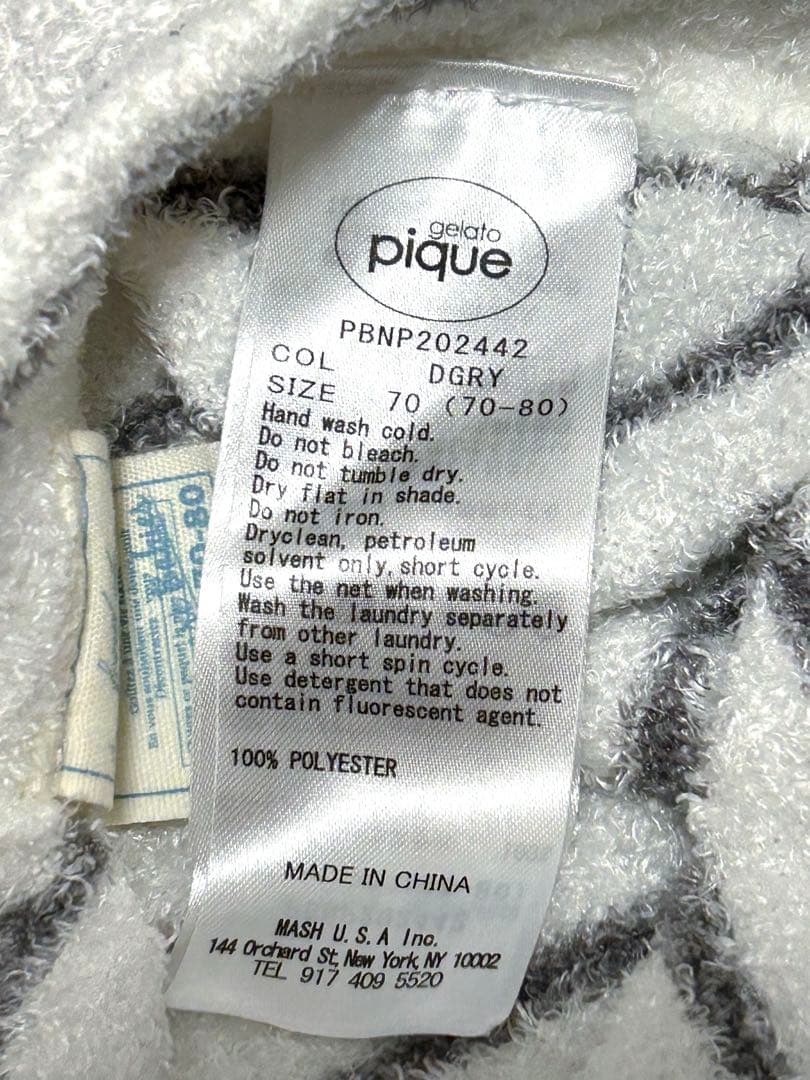 gelato
pique
PBNP202442
COL DGRY
SIZE 70 (70-80)
Hand wash cold.
Do not bleach.
Do not tumble dry.
Dry flat in shade.
Do not iron.
Dryclean, petroleum
solvent only, short cycle.
Use the net when washing.
Wash the laundry separately
from other laundry.
Use a short spin cycle.
Use detergent that does not
contain fluorescent agent.
100% POLYESTER
MADE IN CHINA
MASH U.S.A Inc.
144 Orchard St, New York, NY 10002
TEL 917 409 5520